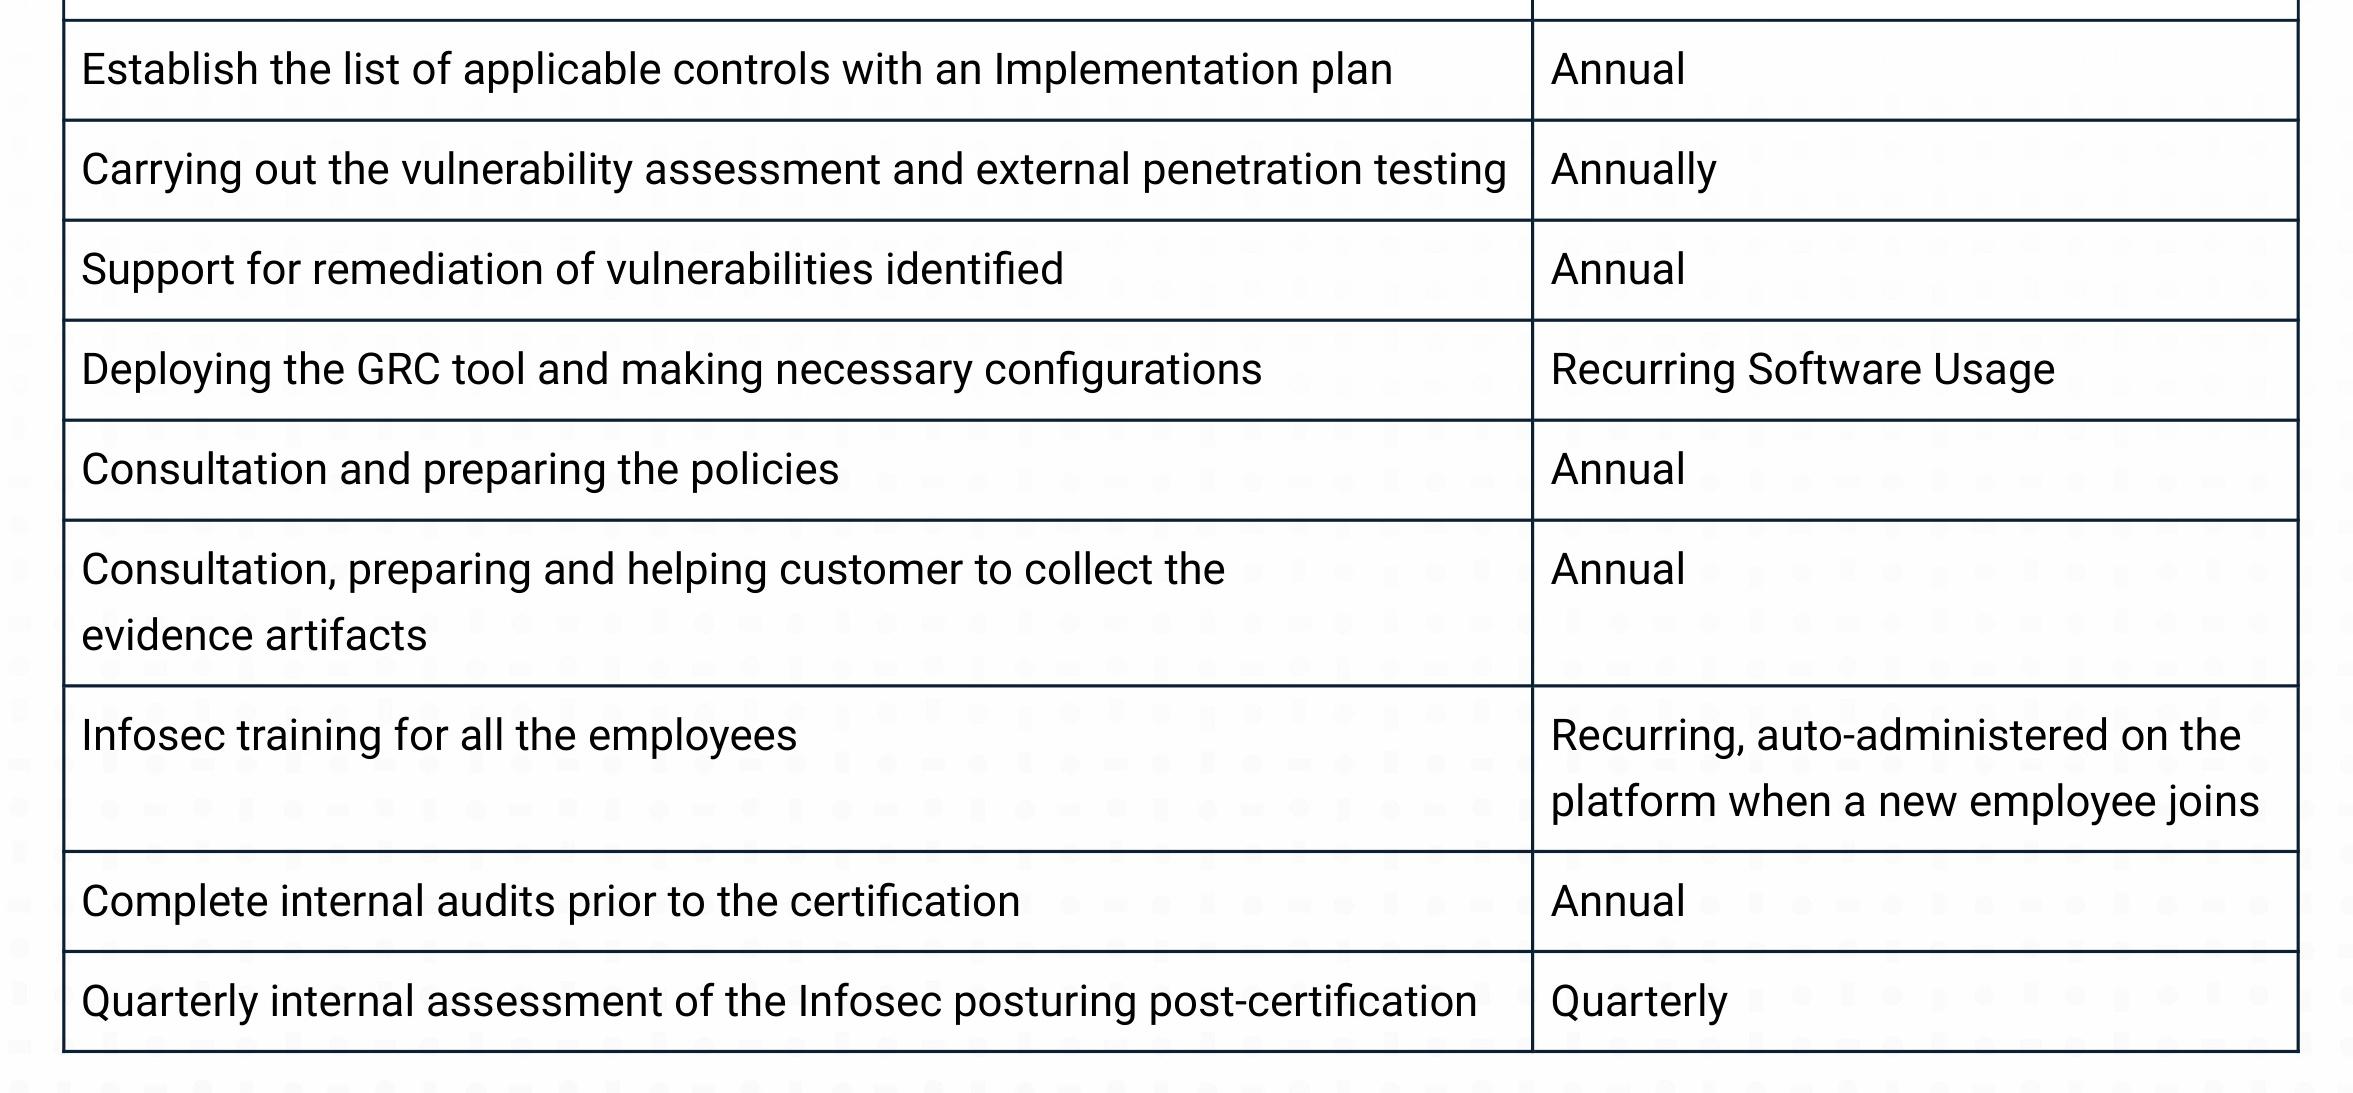 Establish the list of applicable controls with an Implementation plan
Annual
Carrying out the vulnerability assessment and external penetration testing
Annually
Support for remediation of vulnerabilities identified
Annual
Deploying the GRC tool and making necessary configurations
Recurring Software Usage
Consultation and preparing the policies
Annual
Consultation, preparing and helping customer to collect the
evidence artifacts
Annual
Infosec training for all the employees
Recurring, auto-administered on the
platform when a new employee joins
Complete internal audits prior to the certification
Annual
Quarterly internal assessment of the Infosec posturing post-certification
Quarterly